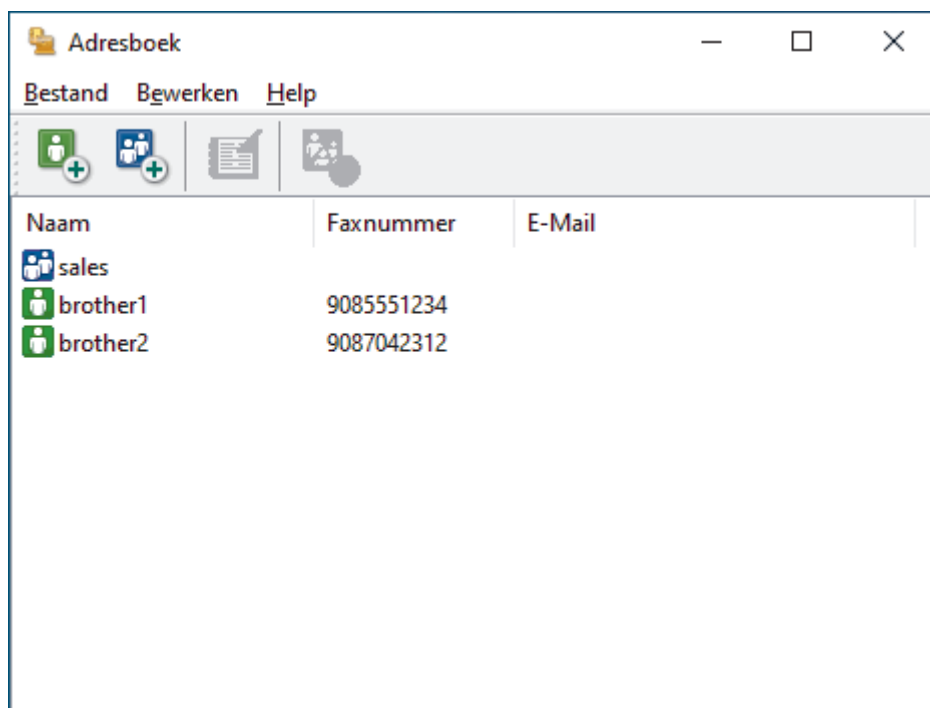 Adresboek
Bestand Bewerken Help
Naam Faxnummer E-Mail
sales
brother1 9085551234
brother2 9087042312